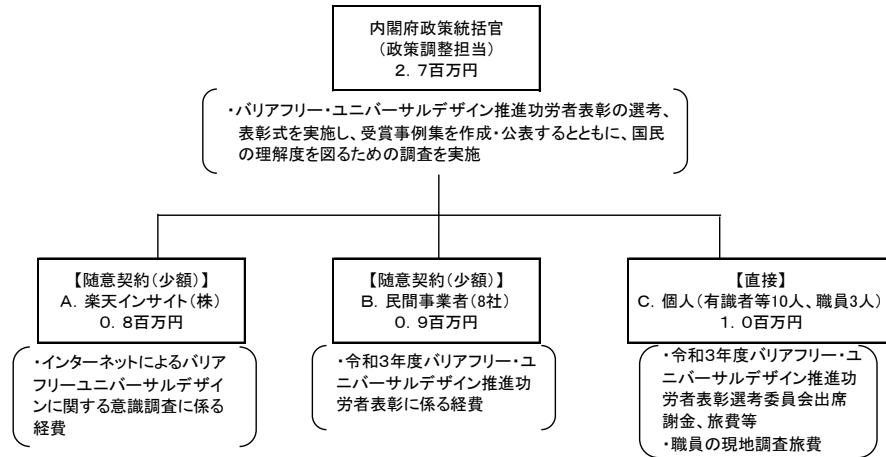 内閣府政策統括官
(政策調整担当)
2.7百万円
・バリアフリー・ユニバーサルデザイン推進功労者表彰の選考、
表彰式を実施し、受賞事例集を作成・公表するとともに、国民
の理解度を図るための調査を実施
【随意契約(少額)】
A. 楽天インサイト(株)
0.8百万円
・インターネットによるバリア
フリーユニバーサルデザイ
ンに関する意識調査に係る
経費
【随意契約(少額)】
B. 民間事業者(8社)
0.9百万円
・令和3年度バリアフリー・ユ
ニバーサルデザイン推進功
労者表彰に係る経費
【直接】
C. 個人(有識者等10人、職員3人)
1.0百万円
・令和3年度バリアフリー・ユ
ニバーサルデザイン推進功
労者表彰選考委員会出席
謝金、旅費等
・職員の現地調査旅費